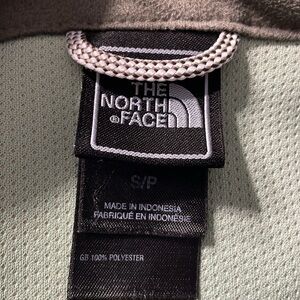 THE
NORTH
®FACE
S/P
MADE IN INDONESIA
FABRIQUÉ EN INDONÉSIE
GB 100% POLYESTER